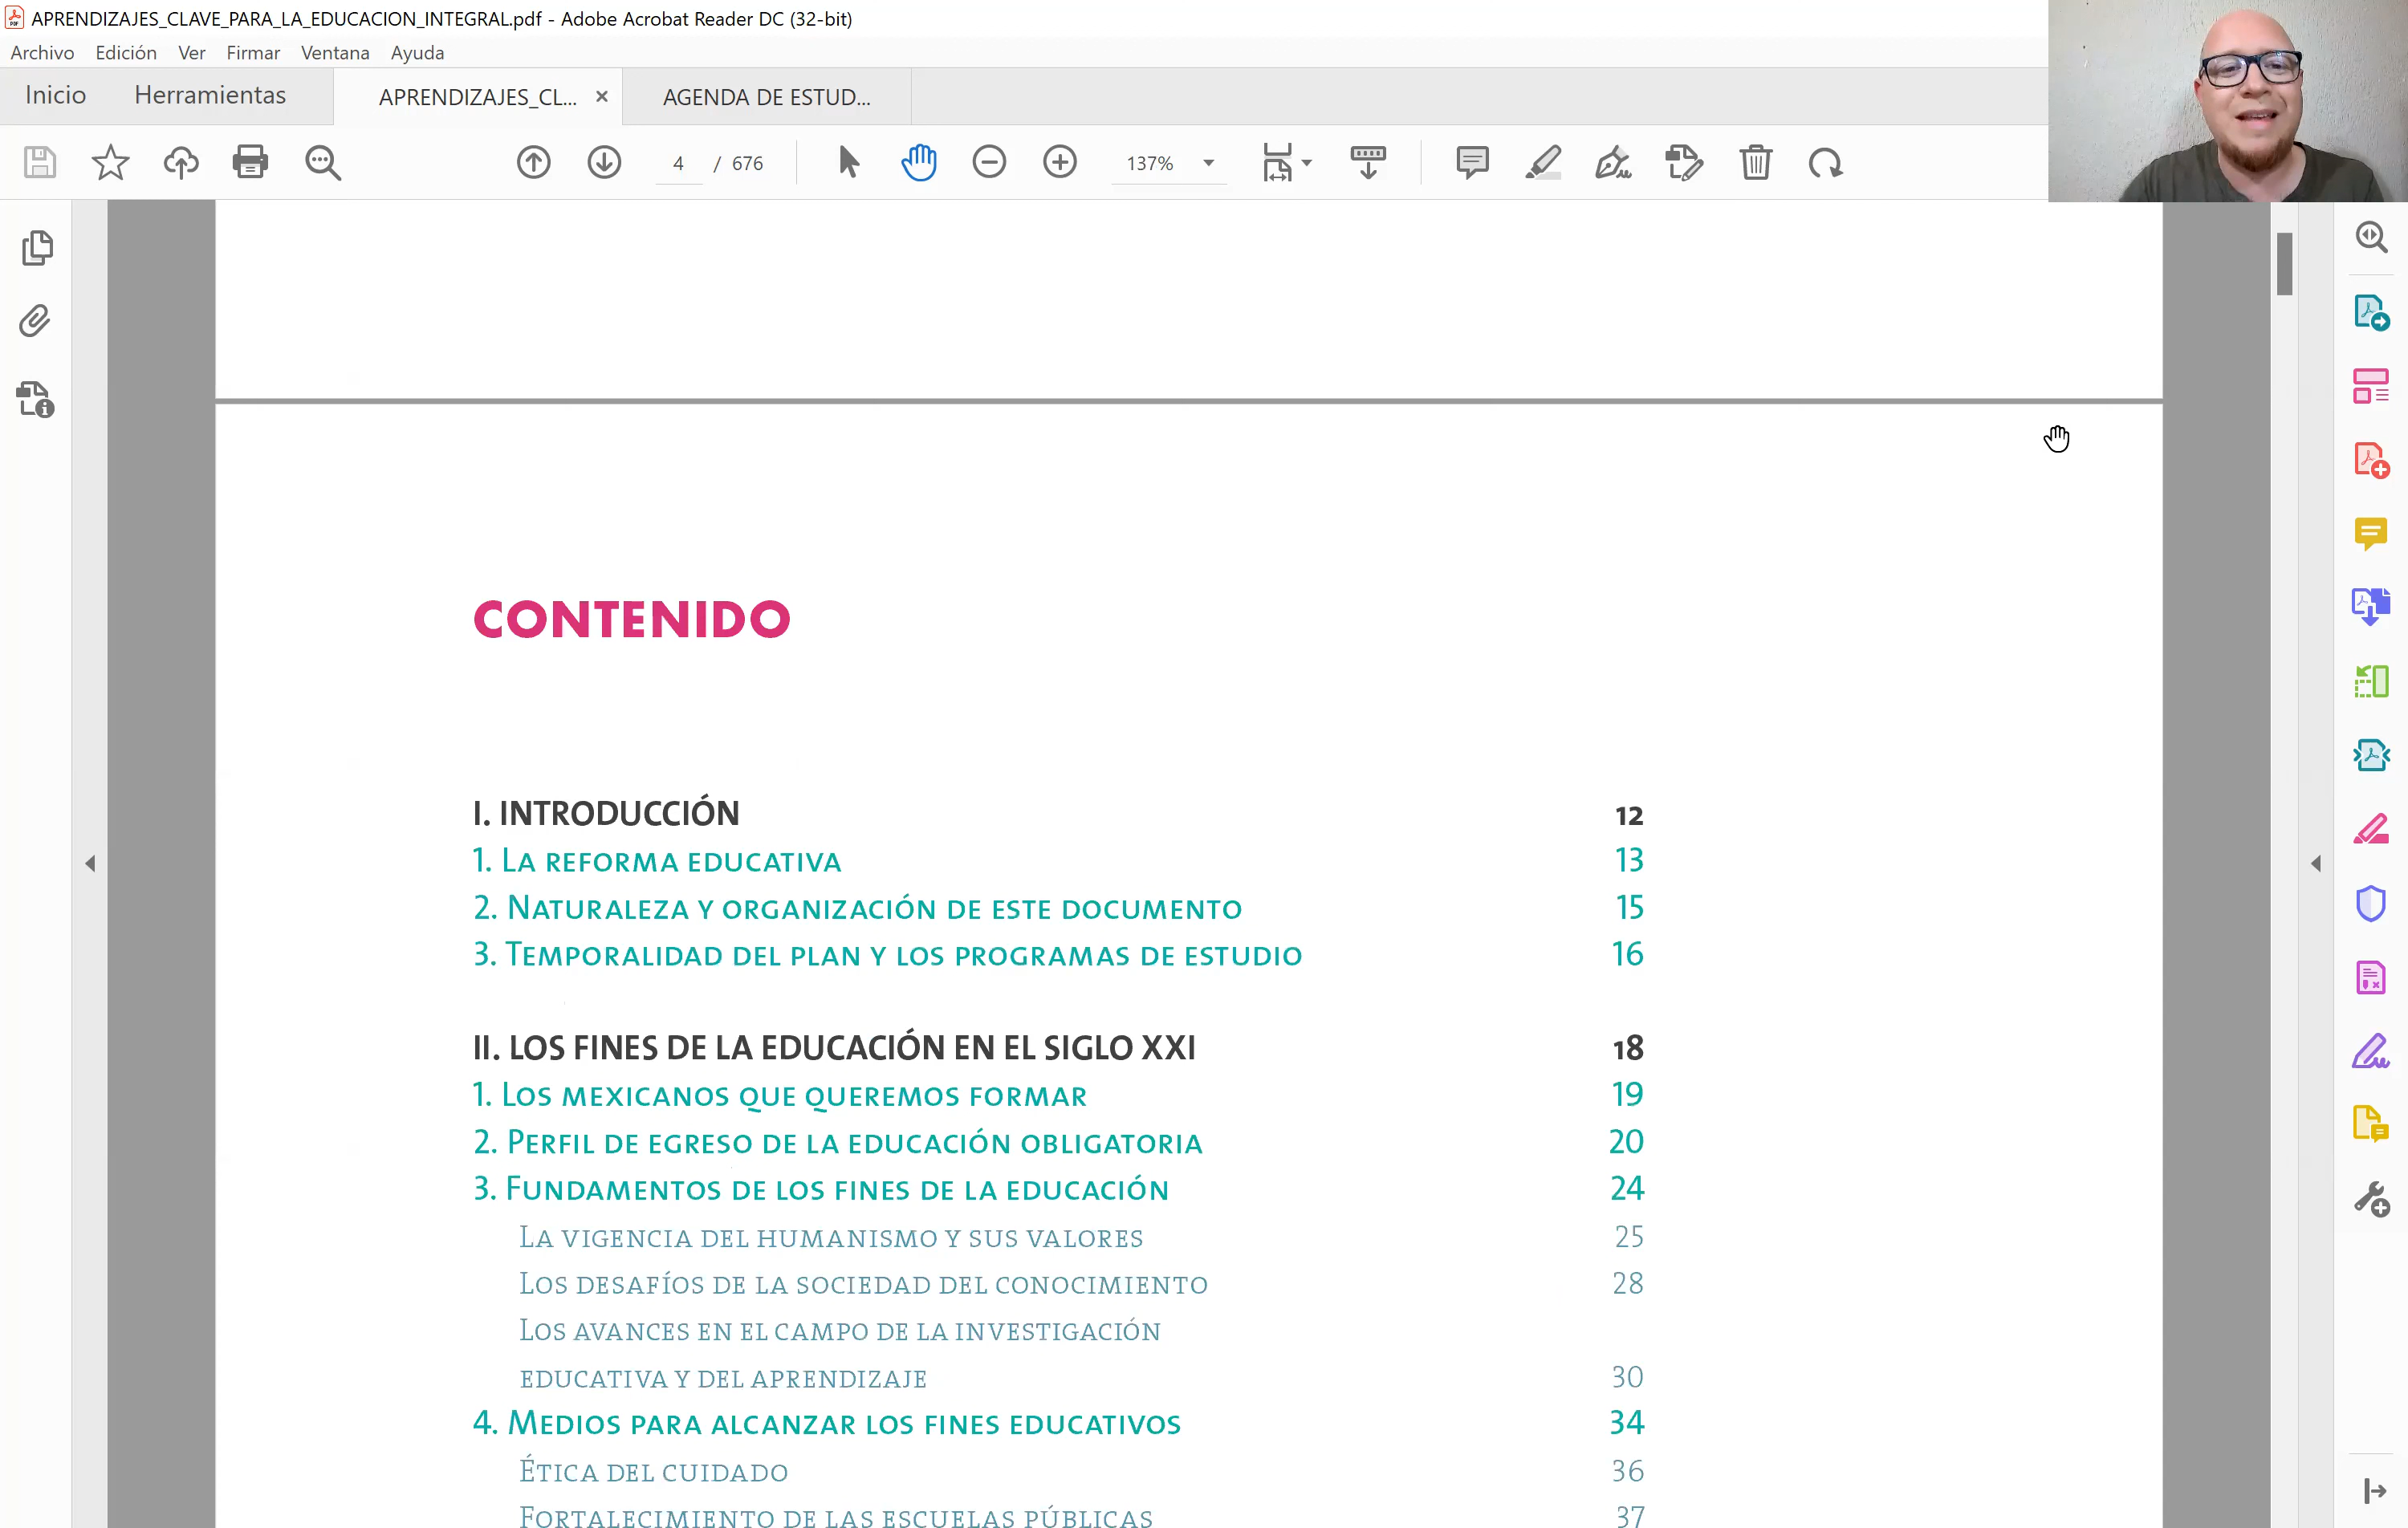 APRENDIZAJES_CLAVE_PARA_LA_EDUCACION_INTEGRAL.pdf - Adobe Acrobat Reader DC (32-bit)
Archivo Edición Ver Firmar Ventana Ayuda
Inicio Herramientas APRENDIZAJES_CL... AGENDA DE ESTUD...
4 / 676 137%
CONTENIDO
I. INTRODUCCIÓN 12
1. LA REFORMA EDUCATIVA 13
2. NATURALEZA Y ORGANIZACIÓN DE ESTE DOCUMENTO 15
3. TEMPORALIDAD DEL PLAN Y LOS PROGRAMAS DE ESTUDIO 16
II. LOS FINES DE LA EDUCACIÓN EN EL SIGLO XXI 18
1. LOS MEXICANOS QUE QUEREMOS FORMAR 19
2. PERFIL DE EGRESO DE LA EDUCACIÓN OBLIGATORIA 20
3. FUNDAMENTOS DE LOS FINES DE LA EDUCACIÓN 24
LA VIGENCIA DEL HUMANISMO Y SUS VALORES 25
LOS DESAFÍOS DE LA SOCIEDAD DEL CONOCIMIENTO 28
LOS AVANCES EN EL CAMPO DE LA INVESTIGACIÓN
EDUCATIVA Y DEL APRENDIZAJE 30
4. MEDIOS PARA ALCANZAR LOS FINES EDUCATIVOS 34
ÉTICA DEL CUIDADO 36
FORTALECIMIENTO DE LAS ESCUELAS PÚBLICAS 37